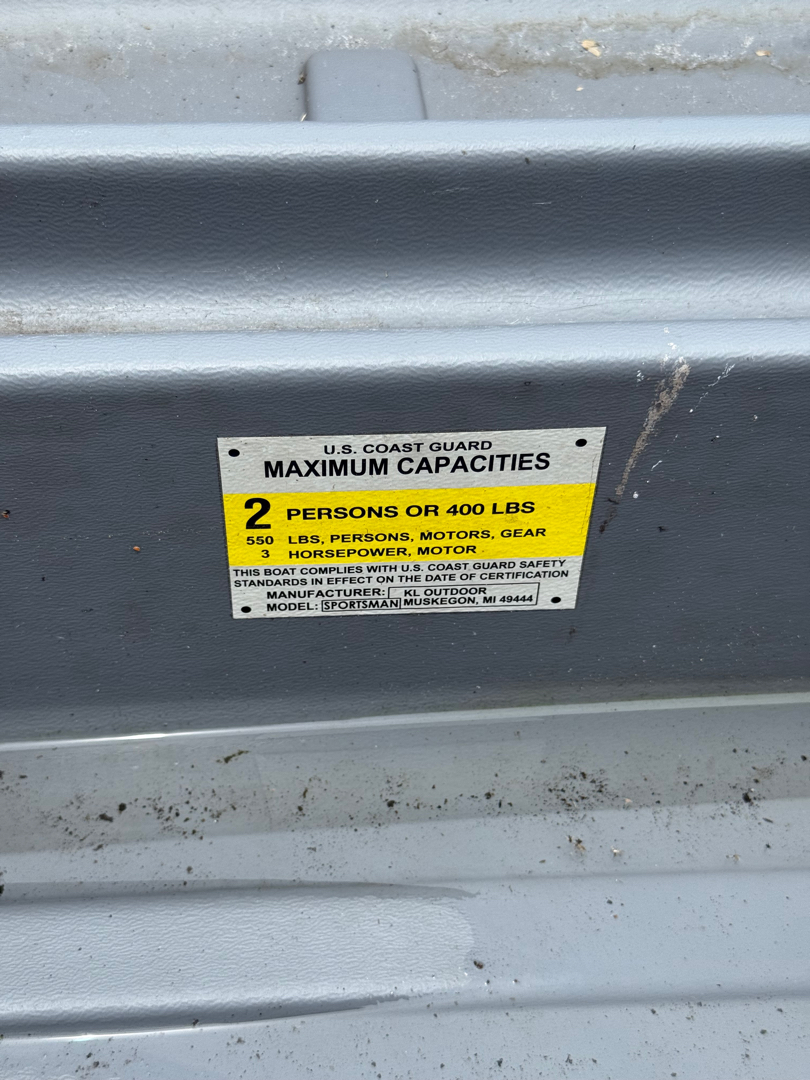 U.S. COAST GUARD
MAXIMUM CAPACITIES
2 PERSONS OR 400 LBS
550 LBS, PERSONS, MOTORS, GEAR
3 HORSEPOWER, MOTOR
THIS BOAT COMPLIES WITH U.S. COAST GUARD SAFETY
STANDARDS IN EFFECT ON THE DATE OF CERTIFICATION
MANUFACTURER: KL OUTDOOR
MODEL: SPORTSMAN MUSKEGON, MI 49444